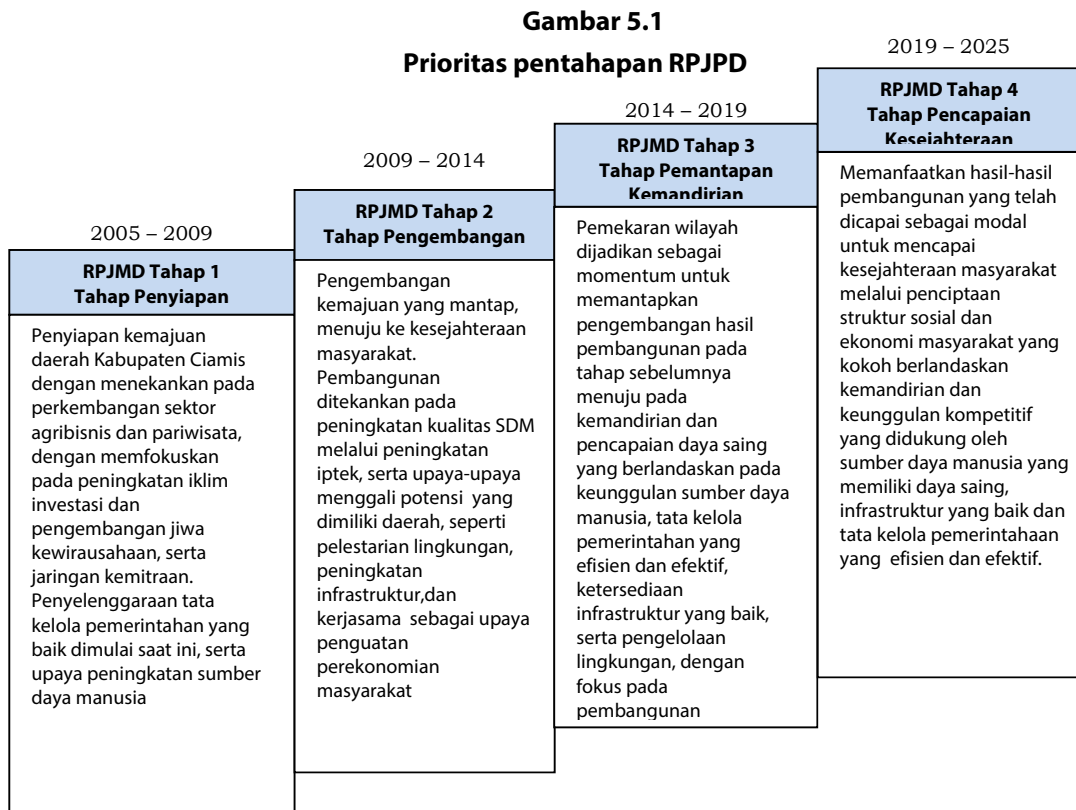 Gambar 5.1
Prioritas pentahapan RPJPD
2005 – 2009
RPJMD Tahap 1
Tahap Penyiapan
Penyiapan kemajuan
daerah Kabupaten Ciamis
dengan menekankan pada
perkembangan sektor
agribisnis dan pariwisata,
dengan memfokuskan
pada peningkatan iklim
investasi dan
pengembangan jiwa
kewirausahaan, serta
jaringan kemitraan.
Penyelenggaraan tata
kelola pemerintahan yang
baik dimulai saat ini, serta
upaya peningkatan sumber
daya manusia
2009 – 2014
RPJMD Tahap 2
Tahap Pengembangan
Pengembangan
kemajuan yang mantap,
menuju ke kesejahteraan
masyarakat.
Pembangunan
ditekankan pada
peningkatan kualitas SDM
melalui peningkatan
iptek, serta upaya-upaya
menggali potensi yang
dimiliki daerah, seperti
pelestarian lingkungan,
peningkatan
infrastruktur,dan
kerjasama sebagai upaya
penguatan
perekonomian
masyarakat
2014 – 2019
RPJMD Tahap 3
Tahap Pemantapan
Kemandirian
Pemekaran wilayah
dijadikan sebagai
momentum untuk
memantapkan
pengembangan hasil
pembangunan pada
tahap sebelumnya
menuju pada
kemandirian dan
pencapaian daya saing
yang berlandaskan pada
keunggulan sumber daya
manusia, tata kelola
pemerintahan yang
efisien dan efektif,
ketersediaan
infrastruktur yang baik,
serta pengelolaan
lingkungan, dengan
fokus pada
pembangunan
2019 – 2025
RPJMD Tahap 4
Tahap Pencapaian
Kesejahteraan
Memanfaatkan hasil-hasil
pembangunan yang telah
dicapai sebagai modal
untuk mencapai
kesejahteraan masyarakat
melalui penciptaan
struktur sosial dan
ekonomi masyarakat yang
kokoh berlandaskan
kemandirian dan
keunggulan kompetitif
yang didukung oleh
sumber daya manusia yang
memiliki daya saing,
infrastruktur yang baik dan
tata kelola pemerintahaan
yang efisien dan efektif.